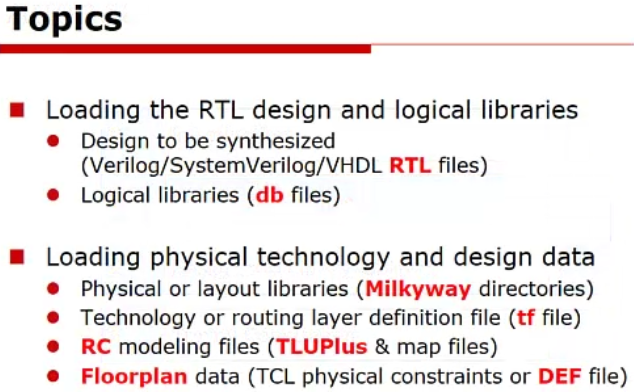 Topics
Loading the RTL design and logical libraries
Design to be synthesized
(Verilog/SystemVerilog/VHDL RTL files)
Logical libraries (db files)
Loading physical technology and design data
Physical or layout libraries (Milkyway directories)
Technology or routing layer definition file (tf file)
RC modeling files (TLUPlus & map files)
Floorplan data (TCL physical constraints or DEF file)